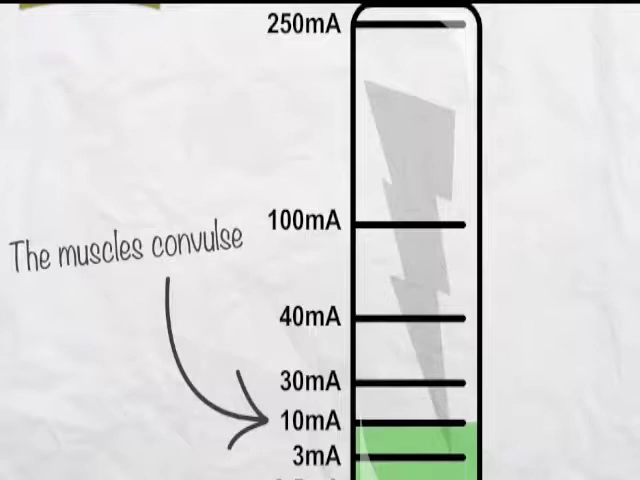 250mA
100mA
The muscles convulse
40mA
30mA
10mA
3mA